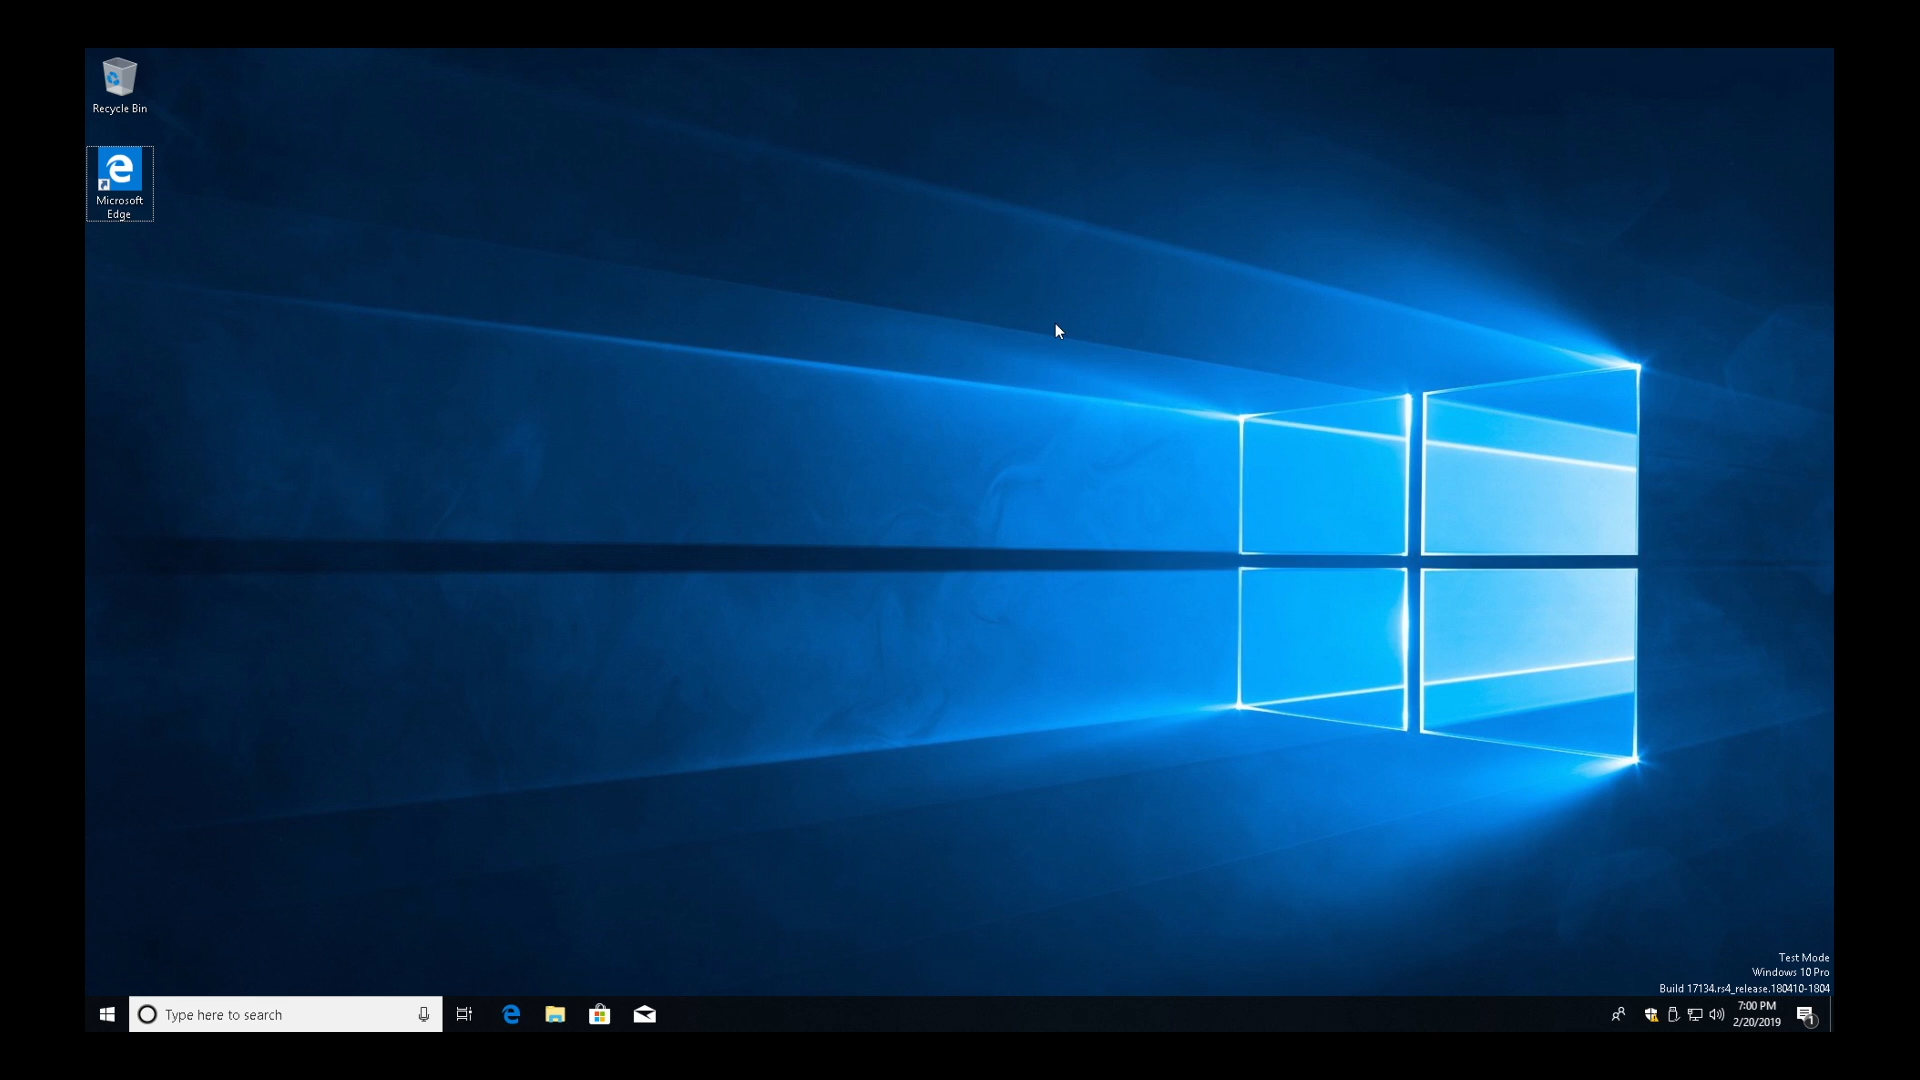 Recycle Bin
Microsoft
Edge
Test Mode
Windows 10 Pro
Build 17134.rs4_release.180410-1804
Type here to search
7:00 PM
2/20/2019
1